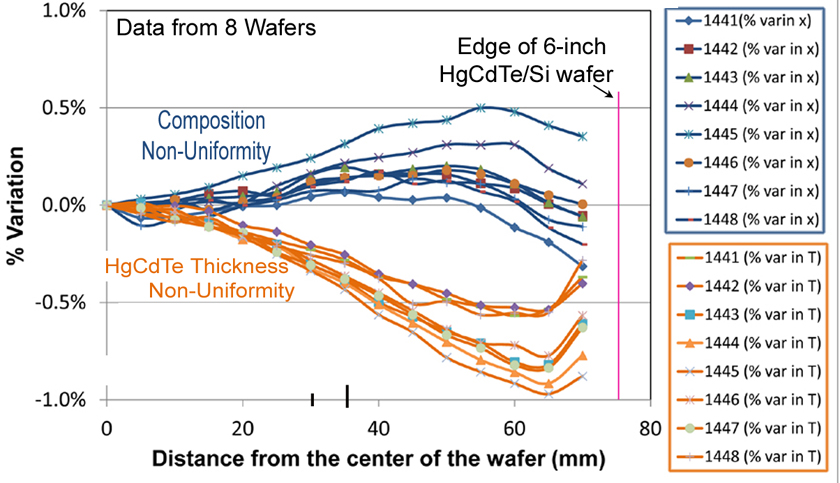 1.0%
0.5%
0.0%
-0.5%
-1.0%
% Variation
Data from 8 Wafers
Edge of 6-inch
HgCdTe/Si wafer
Composition
Non-Uniformity
HgCdTe Thickness
Non-Uniformity
0
20
40
60
80
Distance from the center of the wafer (mm)
1441(% varin x)
1442 (% var in x)
1443 (% var in x)
1444 (% var in x)
1445 (% var in x)
1446 (% var in x)
1447 (% var in x)
1448 (% var in x)
1441 (% var in T)
1442 (% var in T)
1443 (% var in T)
1444 (% var in T)
1445 (% var in T)
1446 (% var in T)
1447 (% var in T)
1448 (% var in T)